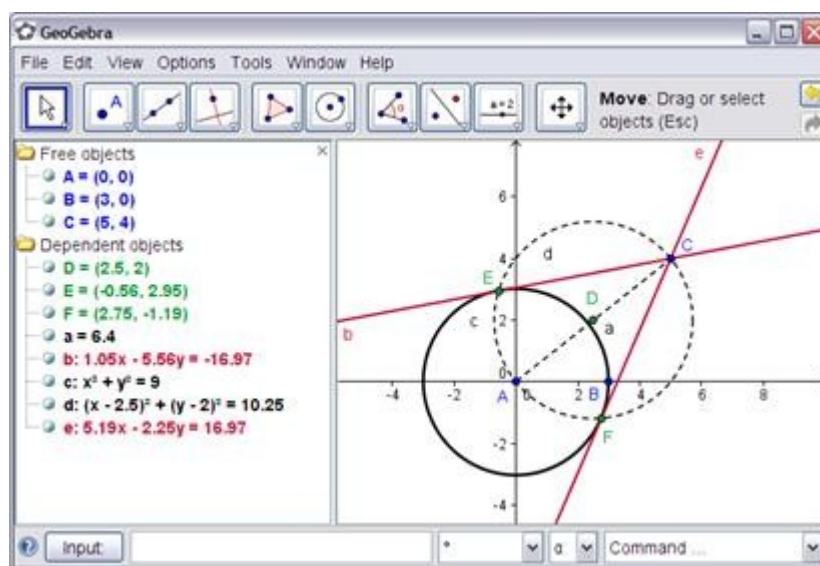 GeoGebra
File Edit View Options Tools Window Help
A
a=2
Move: Drag or select
objects (Esc)
Free objects
A = (0, 0)
B = (3, 0)
C = (5, 4)
Dependent objects
D = (2.5, 2)
E = (-0.56, 2.95)
F = (2.75, -1.19)
a = 6.4
b: 1.05x - 5.56y = -16.97
c: x² + y² = 9
d: (x - 2.5)² + (y - 2)² = 10.25
e: 5.19x - 2.25y = 16.97
e
6
d
4
C
E
D
c
2
a
b
0
A
B
-4
-2
0
2
4
6
8
F
-2
-4
Input:
°
α
Command ...